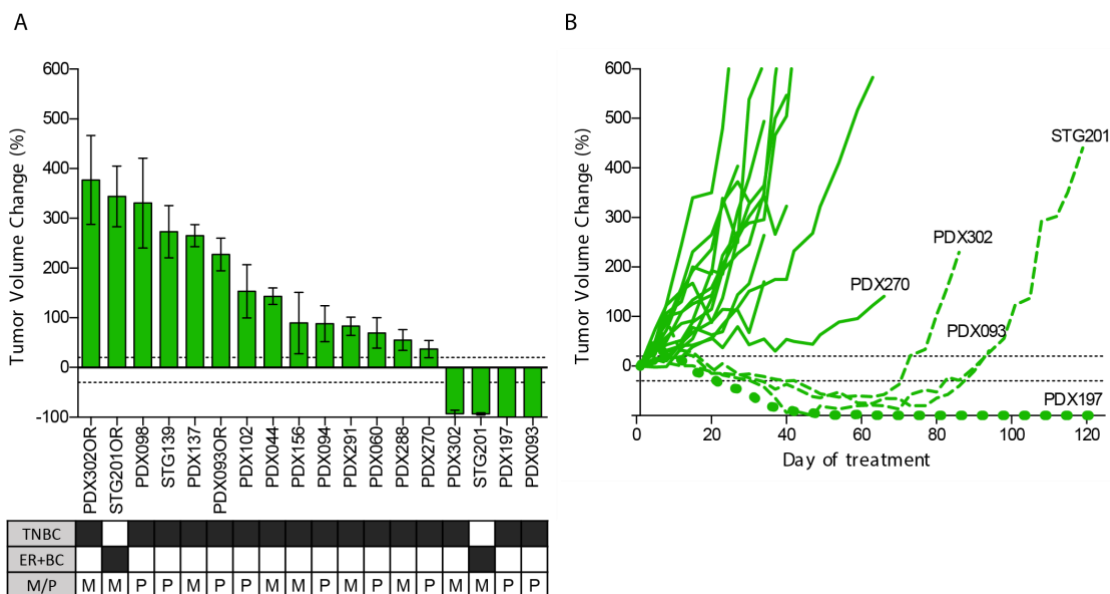 A
B
Tumor Volume Change (%)
600
500
400
300
200
100
0
-100
PDX302OR
STG201OR
PDX098
STG139
PDX137
PDX093OR
PDX102
PDX044
PDX156
PDX094
PDX291
PDX060
PDX288
PDX270
PDX302
STG201
PDX197
PDX093
TNBC
ER+BC
M/P M M P P M P P M P P M P M P M M P P
Tumor Volume Change (%)
600
500
400
300
200
100
0
STG201
PDX302
PDX270
PDX093
PDX197
0 20 40 60 80 100 120
Day of treatment